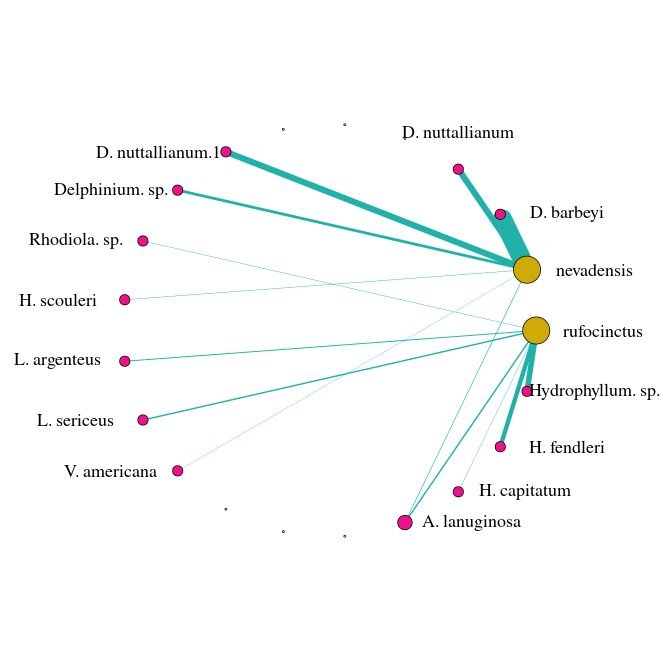 D. nuttallianum
D. nuttallianum.1
Delphinium. sp.
D. barbeyi
Rhodiola. sp.
nevadensis
H. scouleri
rufocinctus
L. argenteus
Hydrophyllum. sp.
L. sericeus
H. fendleri
V. americana
H. capitatum
A. lanuginosa